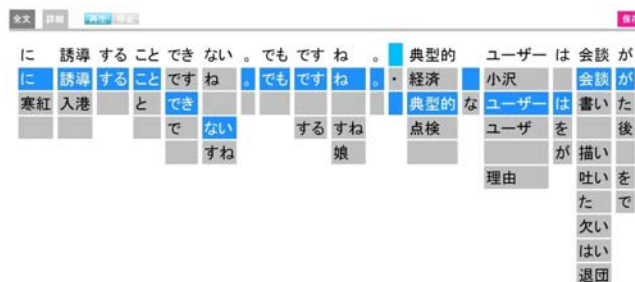 全文 詳細 再生 停止 保存
に 誘導 する こと でき ない 。 でも です ね 。 典型的 ユーザー は 会談 が
に 誘導 する こと です ね 。 でも です ね 。 ・ 経済 小沢 会談 が
寒紅 入港 と でき 典型的 な ユーザー は 書い た
で ない する すね 点検 ユーザ を 後
すね 娘 が 描い
理由 吐い を
た で
欠い
はい
退団